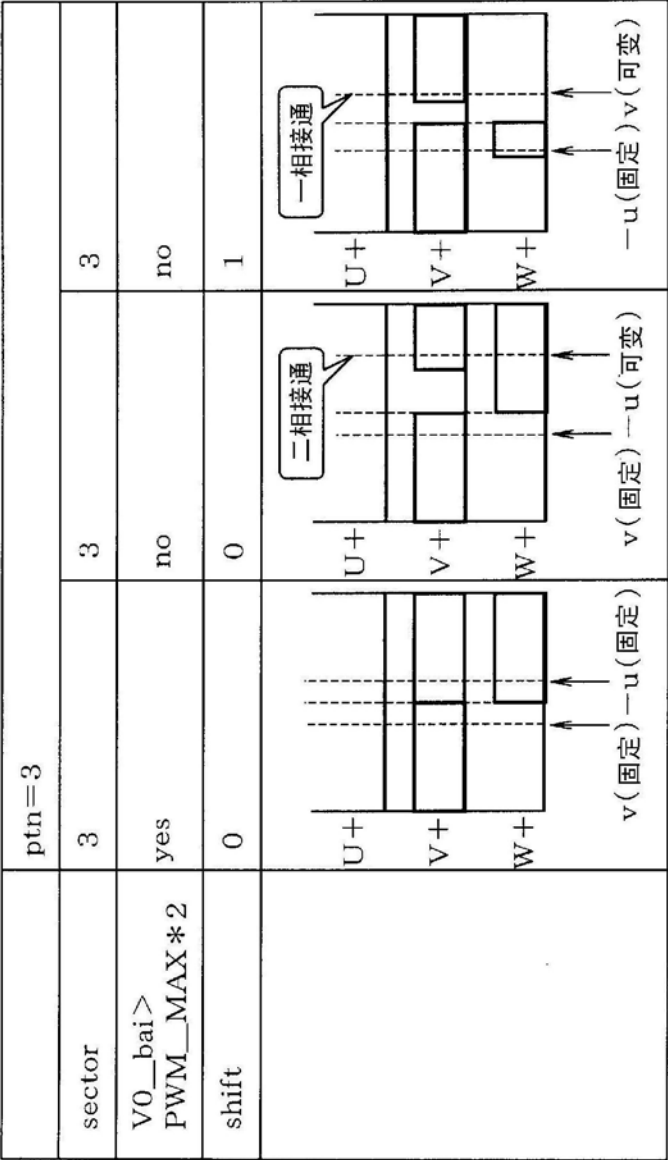 ptn=3
sector 3 3 3
V0_bai>
PWM_MAX*2 yes no no
shift 0 0 1
二相接通
一相接通
U+ U+ U+
V+ V+ V+
W+ W+ W+
v(固定)-u(固定)
v(固定)-u(可变)
-u(固定)v(可变)